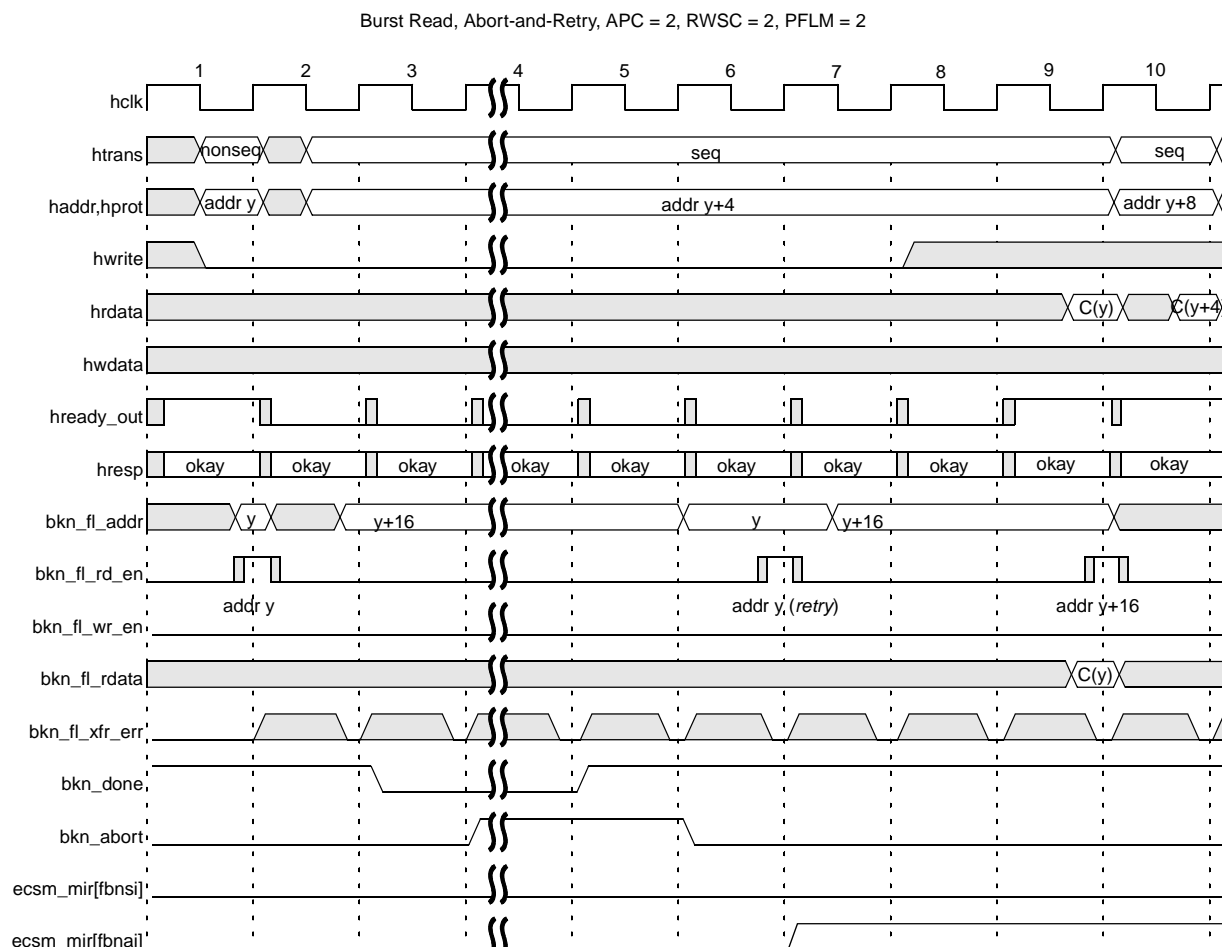 Burst Read, Abort-and-Retry, APC = 2, RWSC = 2, PFLM = 2
1 2 3 4 5 6 7 8 9 10
hclk
htrans nonseq seq seq
haddr,hprot addr y addr y+4 addr y+8
hwrite
hrdata C(y) C(y+4
hwdata
hready_out
hresp okay okay okay okay okay okay okay okay okay okay
bkn_fl_addr y y+16 y y+16
bkn_fl_rd_en
addr y addr y (retry) addr y+16
bkn_fl_wr_en
bkn_fl_rdata C(y)
bkn_fl_xfr_err
bkn_done
bkn_abort
ecsm_mir[fbnsi]
ecsm_mir[fbnai]